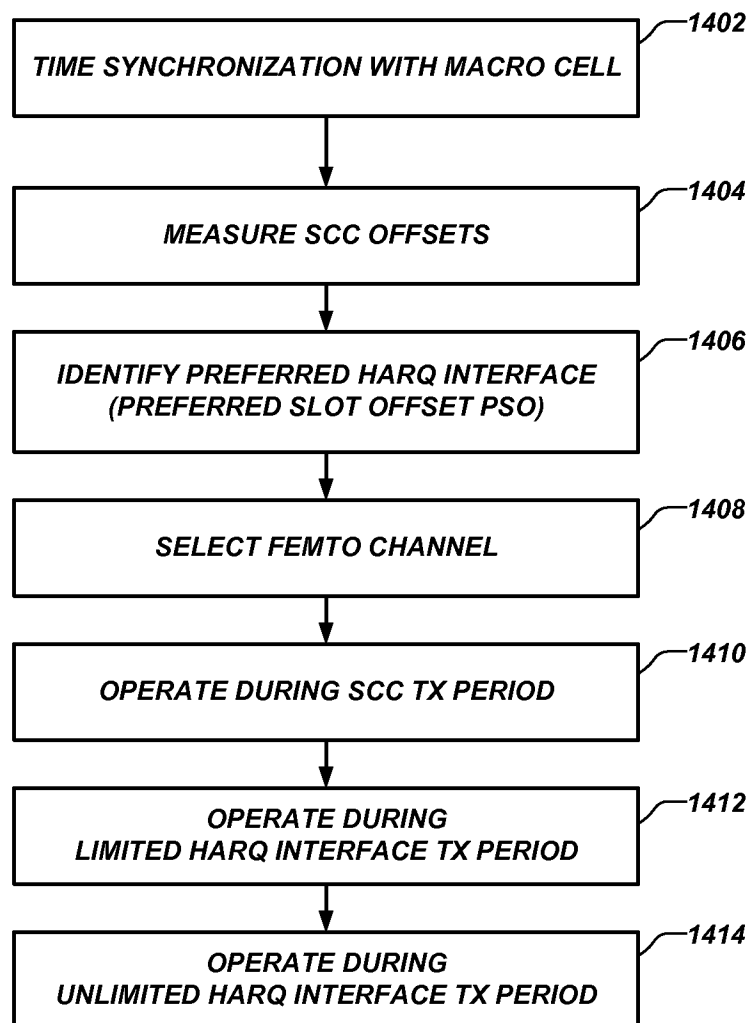 1402
TIME SYNCHRONIZATION WITH MACRO CELL
1404
MEASURE SCC OFFSETS
1406
IDENTIFY PREFERRED HARQ INTERFACE
(PREFERRED SLOT OFFSET PSO)
1408
SELECT FEMTO CHANNEL
1410
OPERATE DURING SCC TX PERIOD
1412
OPERATE DURING
LIMITED HARQ INTERFACE TX PERIOD
1414
OPERATE DURING
UNLIMITED HARQ INTERFACE TX PERIOD